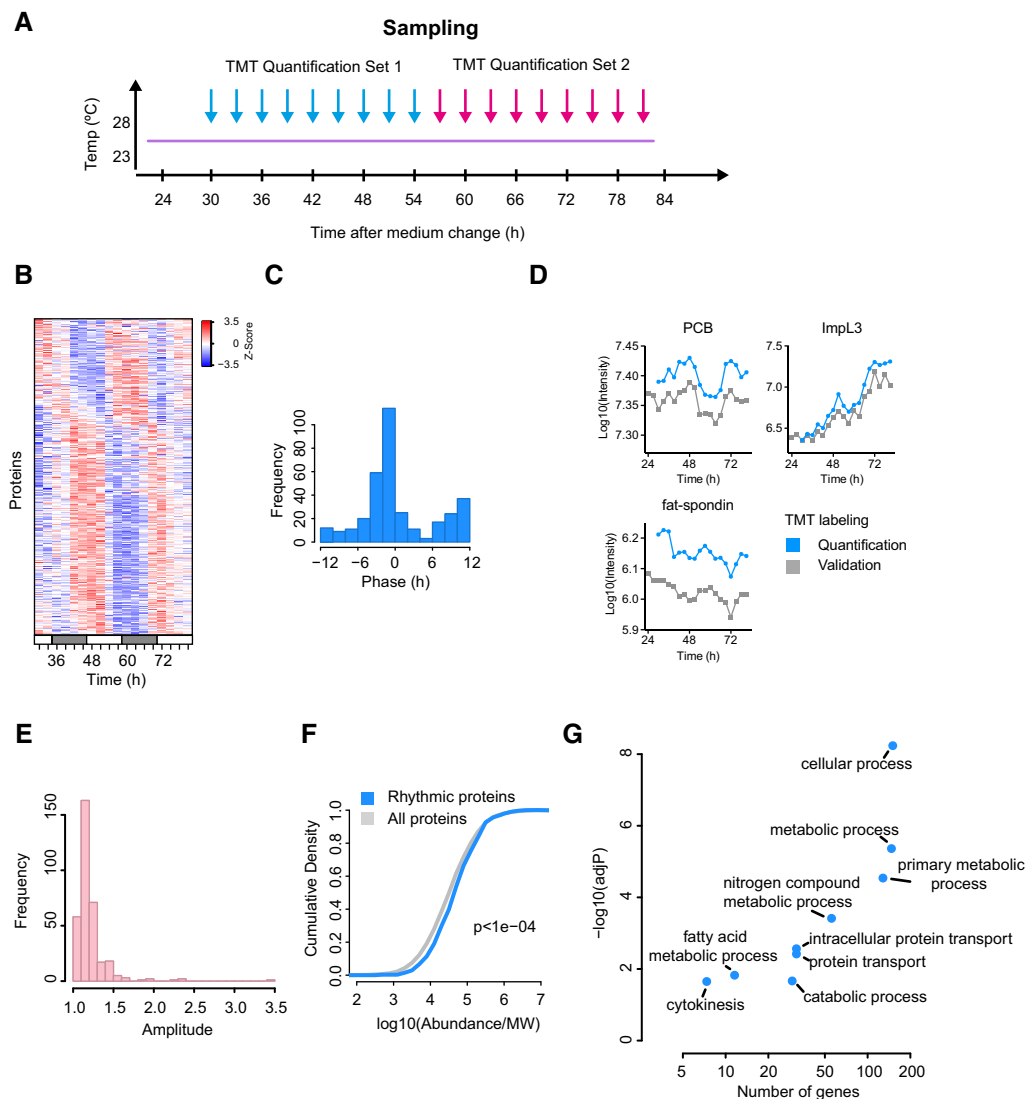 A
Sampling
TMT Quantification Set 1
TMT Quantification Set 2
Temp (ºC)
28
23
24 30 36 42 48 54 60 66 72 78 84
Time after medium change (h)
B
Proteins
3.5
0
−3.5
Z-Score
36 48 60 72
Time (h)
C
Frequency
0 20 40 60 80 100
−12 −6 0 6 12
Phase (h)
D
PCB
Log10(Intensity)
7.45
7.40
7.35
7.30
24 48 72
Time (h)
ImpL3
7.0
6.5
24 48 72
Time (h)
fat-spondin
Log10(Intensity)
6.2
6.1
6.0
5.9
24 48 72
Time (h)
TMT labeling
Quantification
Validation
E
Frequency
0 50 100 150
1.0 1.5 2.0 2.5 3.0 3.5
Amplitude
F
Rhythmic proteins
All proteins
Cumulative Density
0.0 0.2 0.4 0.6 0.8 1.0
p<1e−04
2 3 4 5 6 7
log10(Abundance/MW)
G
−log10(adjP)
0 2 4 6 8
cellular process
metabolic process
primary metabolic
process
nitrogen compound
metabolic process
intracellular protein transport
protein transport
fatty acid
metabolic process
cytokinesis
catabolic process
5 10 20 50 100 200
Number of genes